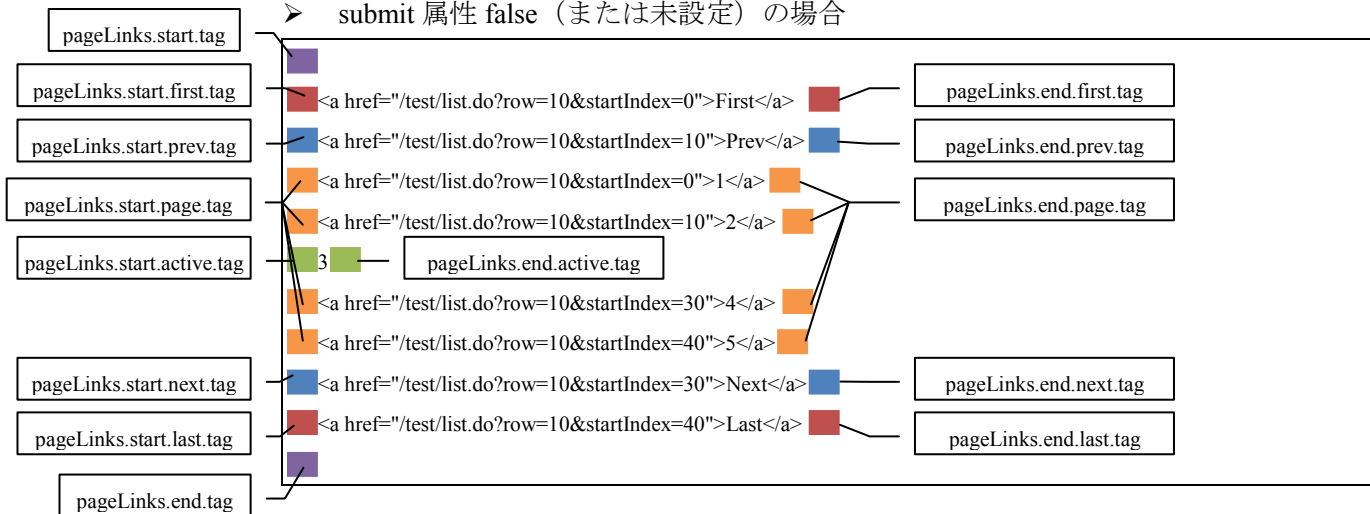 ➢ submit 属性 false（または未設定）の場合
pageLinks.start.tag
pageLinks.start.first.tag
<a href="/test/list.do?row=10&startIndex=0">First</a>
pageLinks.end.first.tag
pageLinks.start.prev.tag
<a href="/test/list.do?row=10&startIndex=10">Prev</a>
pageLinks.end.prev.tag
<a href="/test/list.do?row=10&startIndex=0">1</a>
pageLinks.start.page.tag
pageLinks.end.page.tag
<a href="/test/list.do?row=10&startIndex=10">2</a>
pageLinks.start.active.tag
3
pageLinks.end.active.tag
<a href="/test/list.do?row=10&startIndex=30">4</a>
<a href="/test/list.do?row=10&startIndex=40">5</a>
pageLinks.start.next.tag
<a href="/test/list.do?row=10&startIndex=30">Next</a>
pageLinks.end.next.tag
pageLinks.start.last.tag
<a href="/test/list.do?row=10&startIndex=40">Last</a>
pageLinks.end.last.tag
pageLinks.end.tag